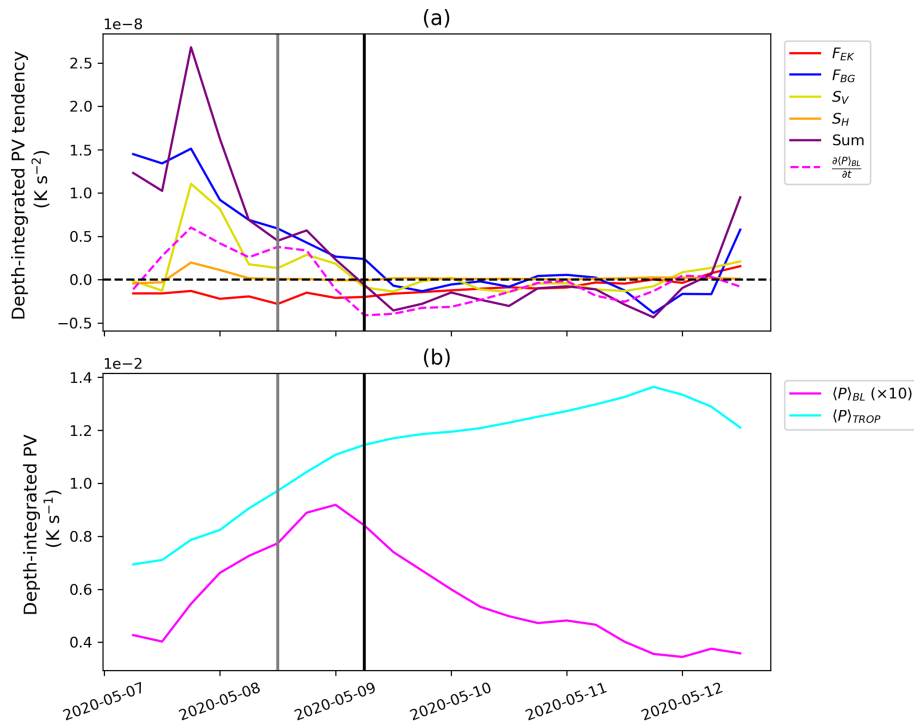 (a)
1e−8
Depth-integrated PV tendency
(K s⁻²)
2.5
2.0
1.5
1.0
0.5
0.0
−0.5
F_EK
F_BG
S_V
S_H
Sum
∂⟨P⟩_BL/∂t
(b)
1e−2
Depth-integrated PV
(K s⁻¹)
1.4
1.2
1.0
0.8
0.6
0.4
⟨P⟩_BL (×10)
⟨P⟩_TROP
2020-05-07
2020-05-08
2020-05-09
2020-05-10
2020-05-11
2020-05-12